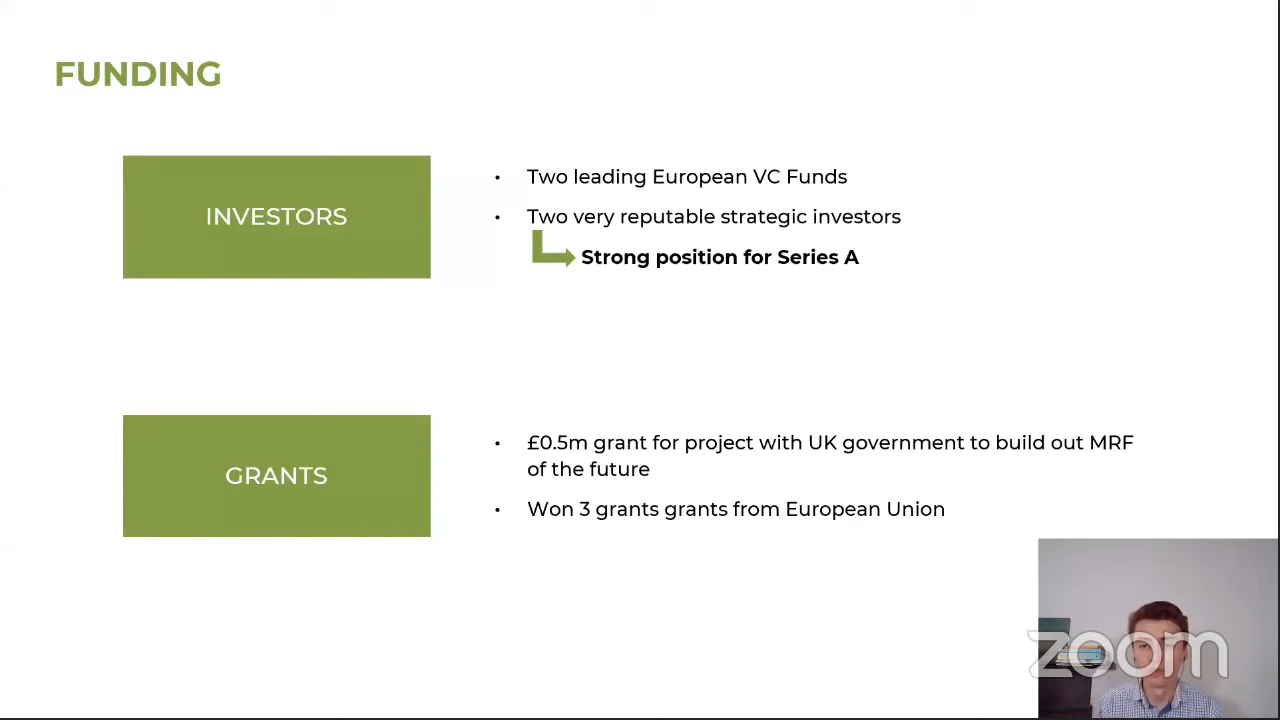 FUNDING
INVESTORS
• Two leading European VC Funds
• Two very reputable strategic investors
Strong position for Series A
GRANTS
• £0.5m grant for project with UK government to build out MRF
of the future
• Won 3 grants grants from European Union
zoom